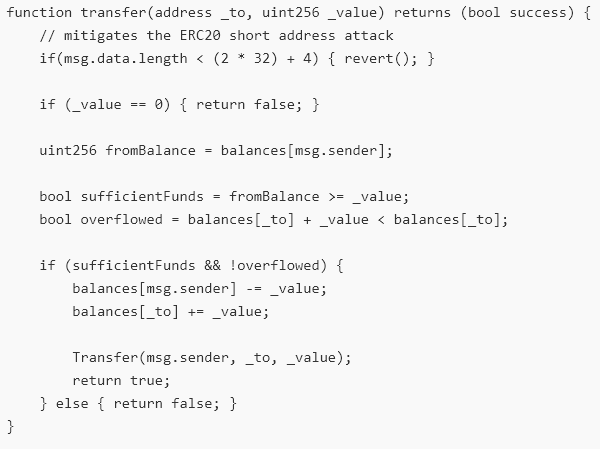 function transfer(address _to, uint256 _value) returns (bool success) {
    // mitigates the ERC20 short address attack
    if(msg.data.length < (2 * 32) + 4) { revert(); }

    if (_value == 0) { return false; }

    uint256 fromBalance = balances[msg.sender];

    bool sufficientFunds = fromBalance >= _value;
    bool overflowed = balances[_to] + _value < balances[_to];

    if (sufficientFunds && !overflowed) {
        balances[msg.sender] -= _value;
        balances[_to] += _value;

        Transfer(msg.sender, _to, _value);
        return true;
    } else { return false; }
}